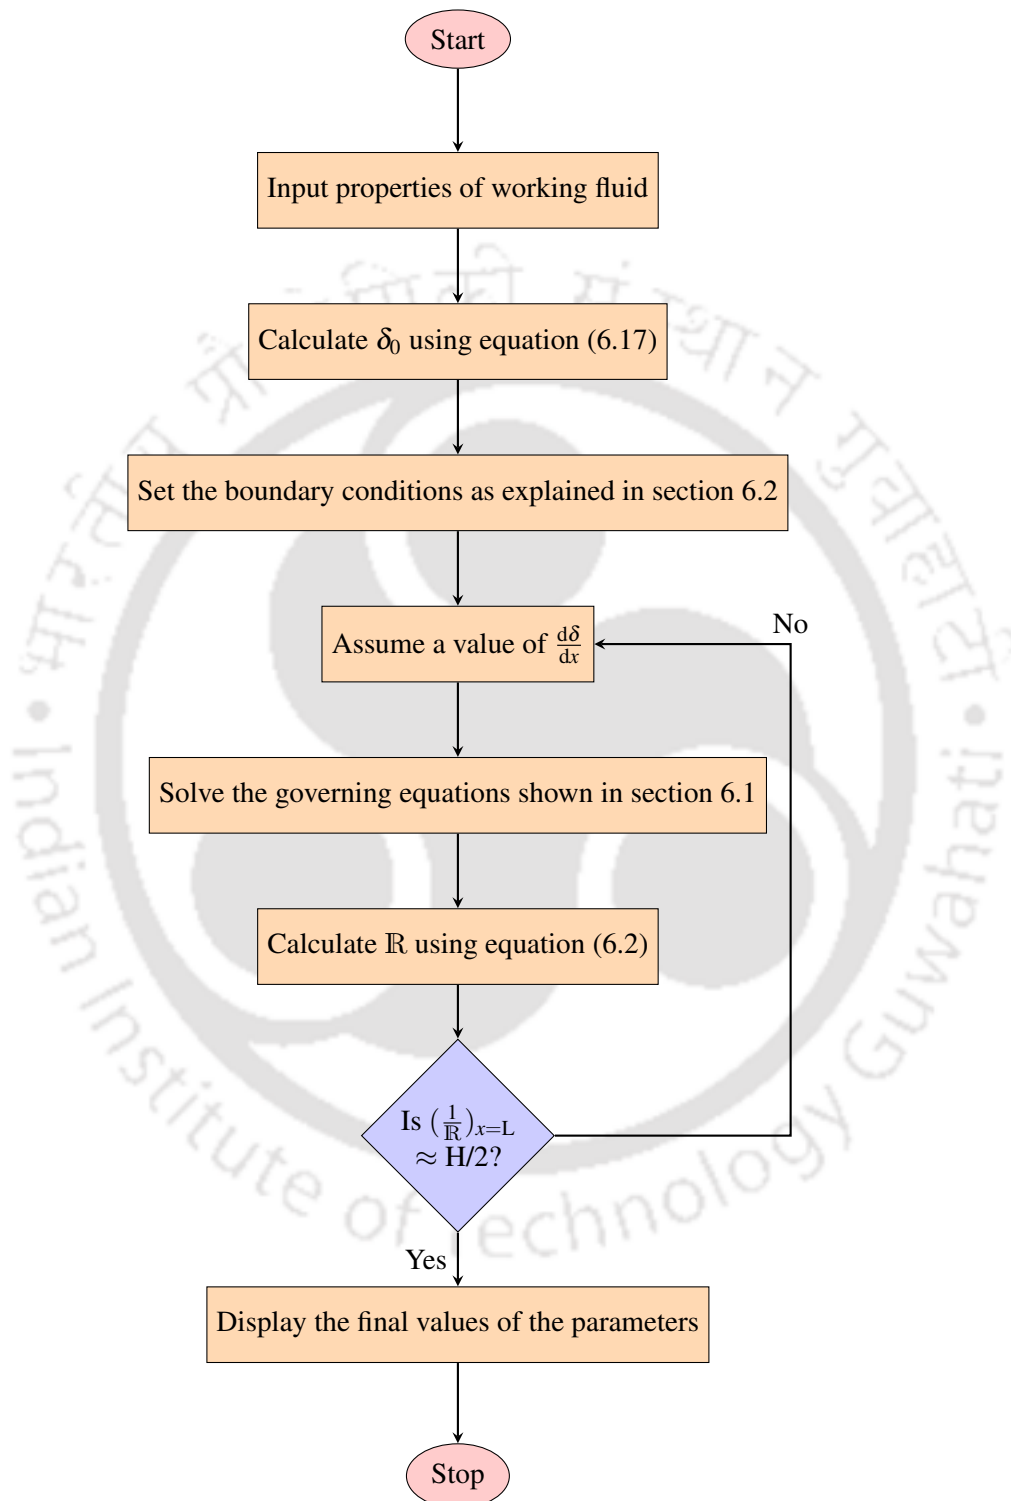 Start
Input properties of working fluid
Calculate δ₀ using equation (6.17)
Set the boundary conditions as explained in section 6.2
Assume a value of dδ/dx
No
Solve the governing equations shown in section 6.1
Calculate ℝ using equation (6.2)
Is (1/ℝ)ₓ₌L
≈ H/2?
Yes
Display the final values of the parameters
Stop
भारतीय प्रौद्योगिकी संस्थान गुवाहाटी
• Indian Institute of Technology Guwahati •